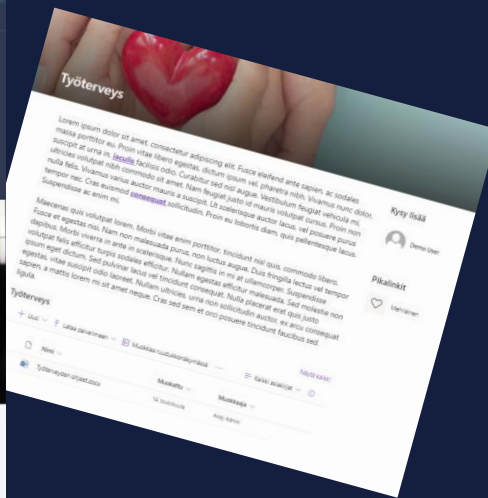 Työterveys
Lorem ipsum dolor sit amet, consectetur adipiscing elit. Fusce eleifend ante sapien, ac sodales
massa porttitor eu. Proin vitae libero egestas, dictum ipsum vel, pharetra nibh. Vivamus nunc dolor,
suscipit at urna in, iaculis facilisis odio. Curabitur sed nisl augue. Vestibulum feugiat vehicula mi,
ultricies volutpat nibh commodo sit amet. Nam feugiat justo id mauris volutpat cursus. Proin non
nulla felis. Vivamus varius auctor mauris a suscipit. Ut scelerisque auctor lacus, vel posuere purus
tempor nec. Cras euismod consequat sollicitudin. Proin eu lobortis diam, quis pellentesque lacus.
Suspendisse ac enim mi.
Maecenas quis volutpat lorem. Morbi vitae enim porttitor, tincidunt nisl quis, commodo libero.
Fusce et egestas nisi. Nam non malesuada purus, non luctus augue. Duis fringilla lectus vel tempor
dapibus. Morbi viverra in ante in scelerisque. Nunc sagittis in mi at ullamcorper. Suspendisse
volutpat felis efficitur turpis sodales efficitur. Nullam egestas efficitur malesuada. Sed molestie non
ipsum eget dictum. Sed pulvinar lacus vel tincidunt consequat. Nulla placerat erat quis justo
egestas, vitae suscipit odio laoreet. Nullam ultricies, urna non sollicitudin auctor, ex arcu consequat
sapien, a mattis lorem mi sit amet neque. Cras sed sem et orci posuere tincidunt faucibus sed
ligula.
Kysy lisää
Demo User
Pikalinkit
Mehiläinen
Työterveys
Näytä kaikki
+ Uusi
Lataa palvelimeen
Muokkaa ruudukkonäkymässä
...
Kaikki asiakirjat
Nimi
Muokattu
Muokkaaja
Työterveyden ohjeet.docx